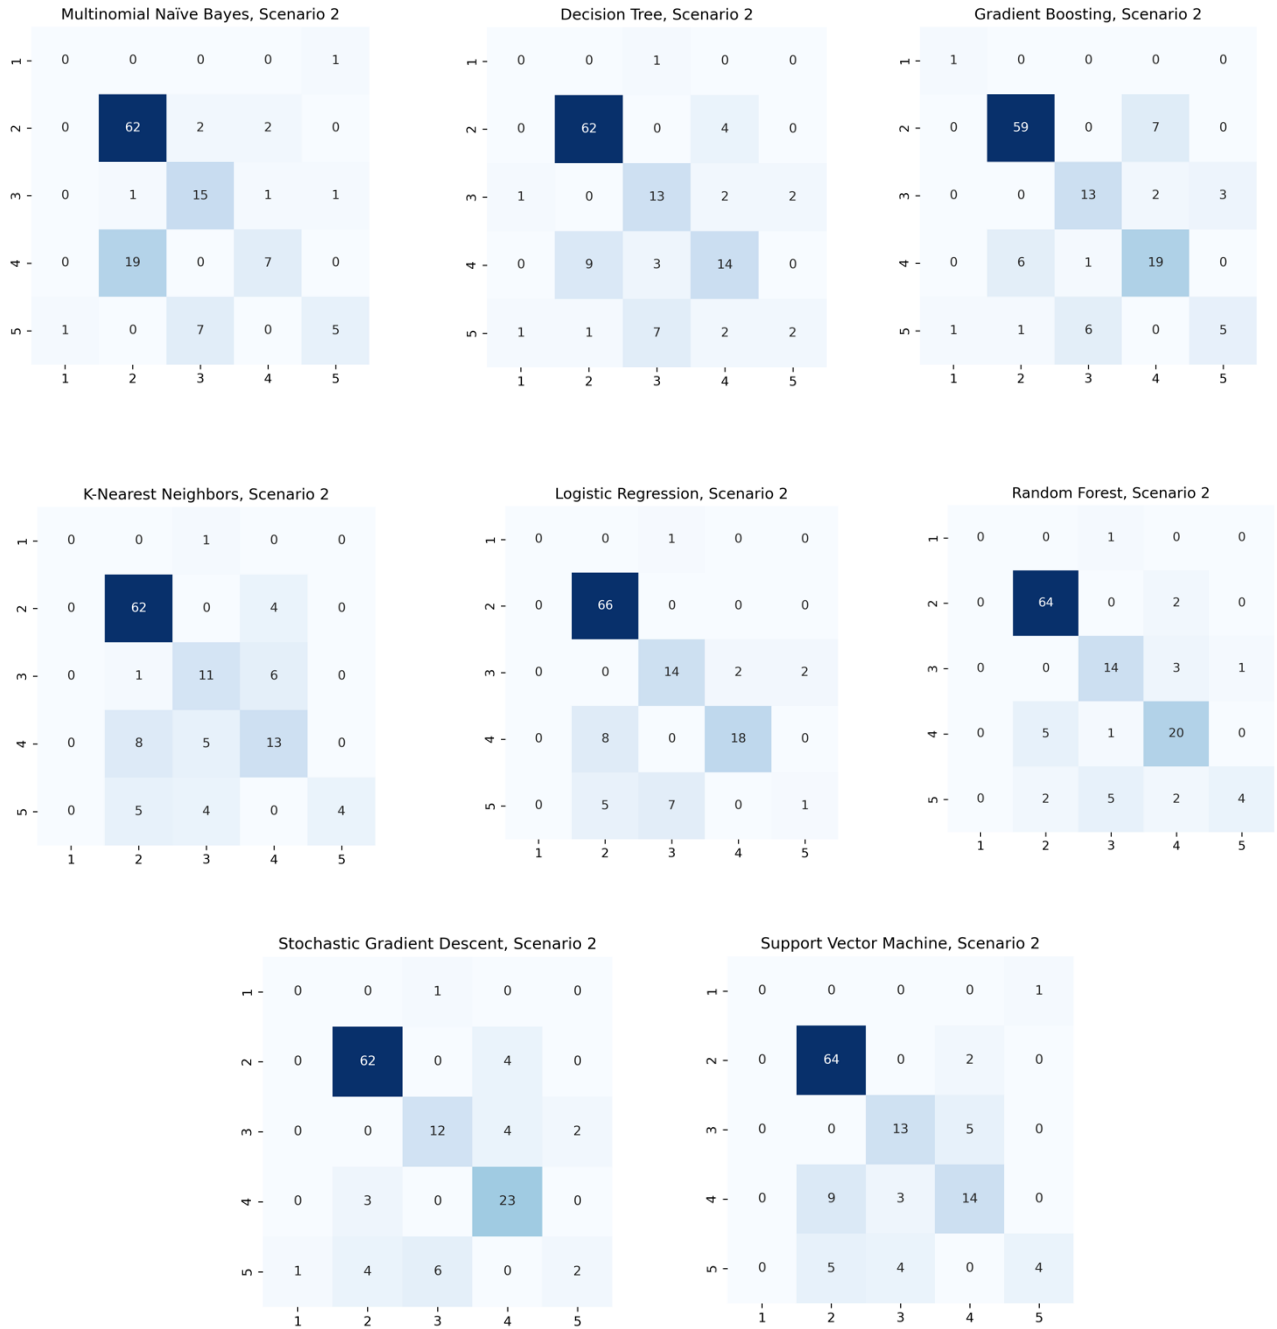 Multinomial Naïve Bayes, Scenario 2
1 0 0 0 0 1
2 0 62 2 2 0
3 0 1 15 1 1
4 0 19 0 7 0
5 1 0 7 0 5
1 2 3 4 5
Decision Tree, Scenario 2
1 0 0 1 0 0
2 0 62 0 4 0
3 1 0 13 2 2
4 0 9 3 14 0
5 1 1 7 2 2
1 2 3 4 5
Gradient Boosting, Scenario 2
1 1 0 0 0 0
2 0 59 0 7 0
3 0 0 13 2 3
4 0 6 1 19 0
5 1 1 6 0 5
1 2 3 4 5
K-Nearest Neighbors, Scenario 2
1 0 0 1 0 0
2 0 62 0 4 0
3 0 1 11 6 0
4 0 8 5 13 0
5 0 5 4 0 4
1 2 3 4 5
Logistic Regression, Scenario 2
1 0 0 1 0 0
2 0 66 0 0 0
3 0 0 14 2 2
4 0 8 0 18 0
5 0 5 7 0 1
1 2 3 4 5
Random Forest, Scenario 2
1 0 0 1 0 0
2 0 64 0 2 0
3 0 0 14 3 1
4 0 5 1 20 0
5 0 2 5 2 4
1 2 3 4 5
Stochastic Gradient Descent, Scenario 2
1 0 0 1 0 0
2 0 62 0 4 0
3 0 0 12 4 2
4 0 3 0 23 0
5 1 4 6 0 2
1 2 3 4 5
Support Vector Machine, Scenario 2
1 0 0 0 0 1
2 0 64 0 2 0
3 0 0 13 5 0
4 0 9 3 14 0
5 0 5 4 0 4
1 2 3 4 5